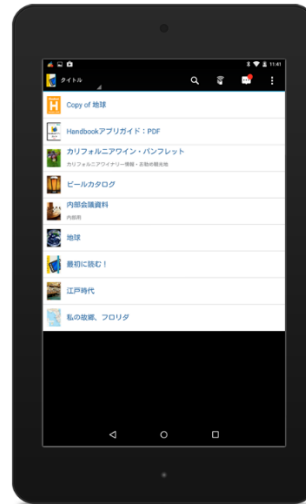 11:41
タイトル
Copy of 地球
Handbookアプリガイド：PDF
カリフォルニアワイン・パンフレット
カリフォルニアワイナリー情報・お勧め観光地
ビールカタログ
内部会議資料
内部用
地球
最初に読む！
江戸時代
私の故郷、フロリダ